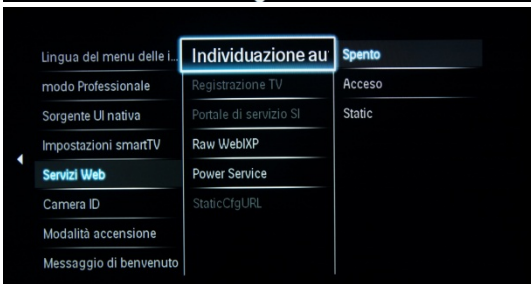 Lingua del menu delle i...
modo Professionale
Sorgente UI nativa
Impostazioni smartTV
Servizi Web
Camera ID
Modalità accensione
Messaggio di benvenuto
Individuazione au
Registrazione TV
Portale di servizio SI
Raw WebIXP
Power Service
StaticCfgURL
Spento
Acceso
Static